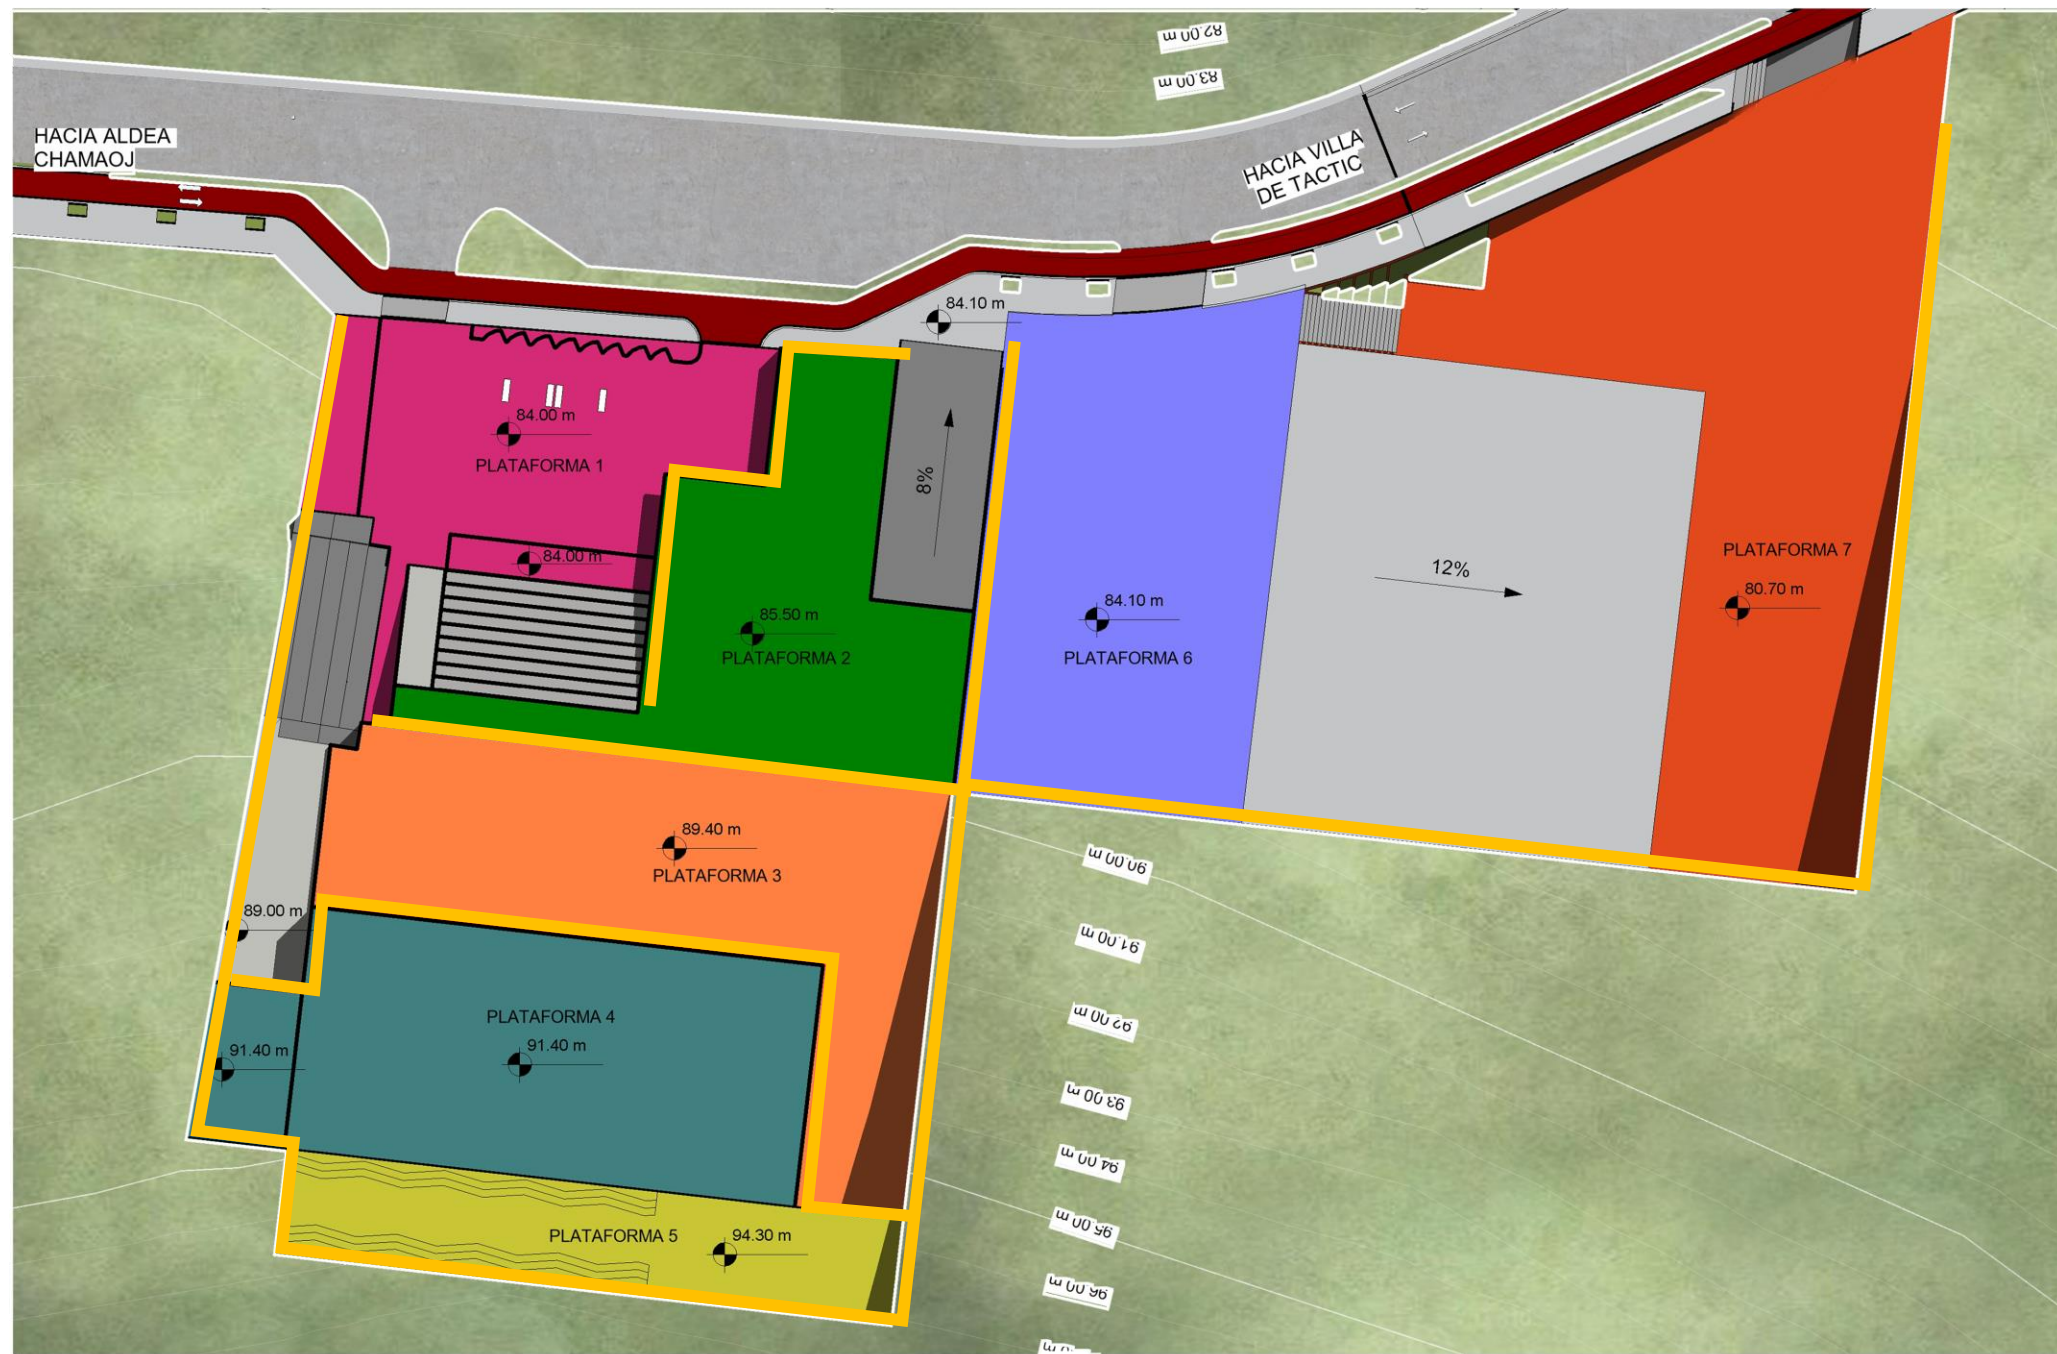 82.00 m
83.00 m
HACIA ALDEA
CHAMAOJ
HACIA VILLA
DE TACTIC
84.10 m
84.00 m
PLATAFORMA 1
8%
84.00 m
85.50 m
PLATAFORMA 2
84.10 m
PLATAFORMA 6
12%
PLATAFORMA 7
80.70 m
89.40 m
PLATAFORMA 3
90.00 m
89.00 m
91.00 m
PLATAFORMA 4
92.00 m
91.40 m
91.40 m
93.00 m
94.00 m
95.00 m
PLATAFORMA 5
94.30 m
96.00 m